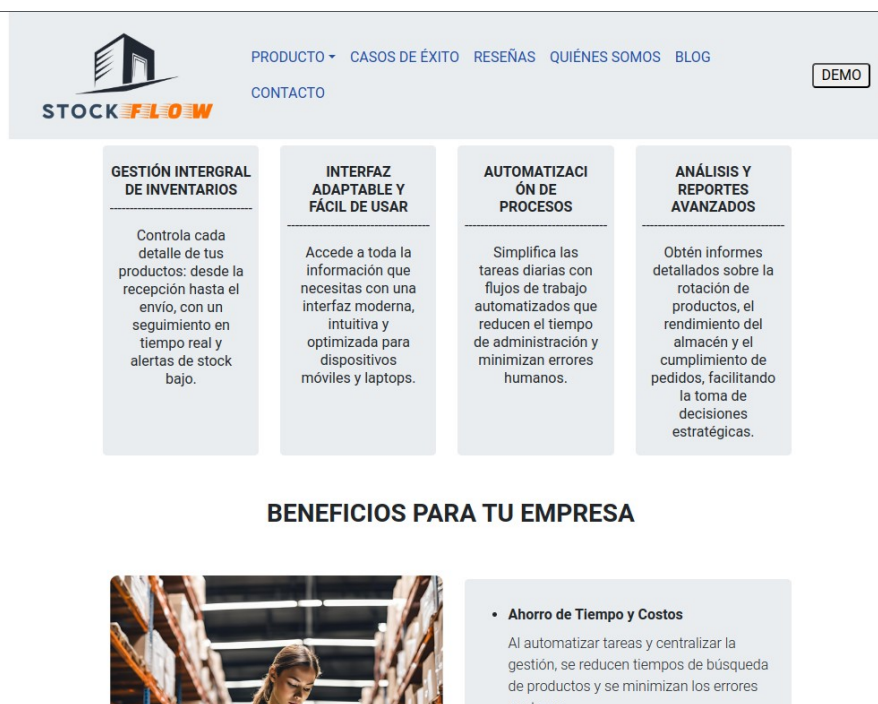 PRODUCTO CASOS DE ÉXITO RESEÑAS QUIÉNES SOMOS BLOG
CONTACTO
DEMO
STOCK FLOW
GESTIÓN INTERGRAL
DE INVENTARIOS
Controla cada
detalle de tus
productos: desde la
recepción hasta el
envío, con un
seguimiento en
tiempo real y
alertas de stock
bajo.
INTERFAZ
ADAPTABLE Y
FÁCIL DE USAR
Accede a toda la
información que
necesitas con una
interfaz moderna,
intuitiva y
optimizada para
dispositivos
móviles y laptops.
AUTOMATIZACI
ÓN DE
PROCESOS
Simplifica las
tareas diarias con
flujos de trabajo
automatizados que
reducen el tiempo
de administración y
minimizan errores
humanos.
ANÁLISIS Y
REPORTES
AVANZADOS
Obtén informes
detallados sobre la
rotación de
productos, el
rendimiento del
almacén y el
cumplimiento de
pedidos, facilitando
la toma de
decisiones
estratégicas.
BENEFICIOS PARA TU EMPRESA
• Ahorro de Tiempo y Costos
Al automatizar tareas y centralizar la
gestión, se reducen tiempos de búsqueda
de productos y se minimizan los errores